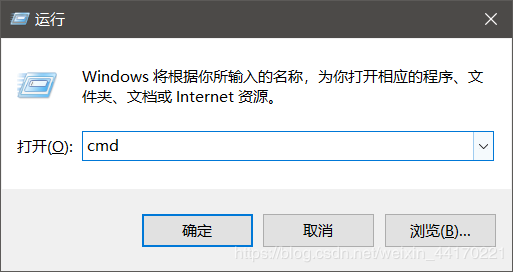 运行
Windows 将根据你所输入的名称，为你打开相应的程序、文
件夹、文档或 Internet 资源。
打开(O): cmd
确定 取消 浏览(B)...
https://blog.csdn.net/weixin_44170221